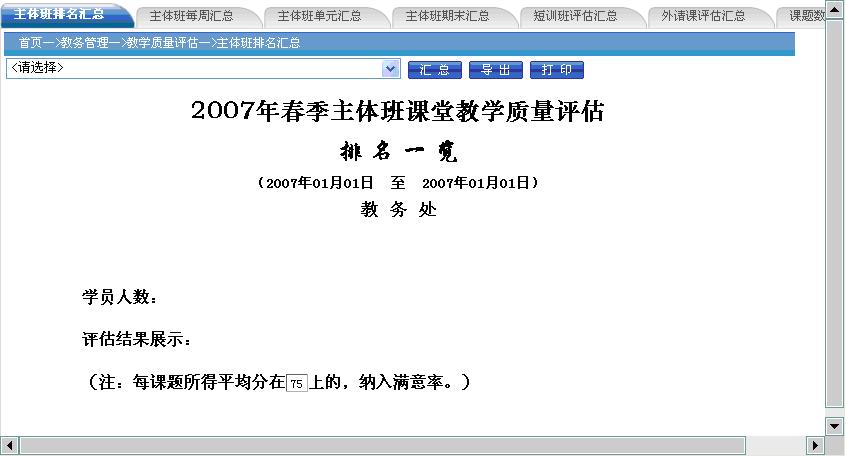 主体班排名汇总 主体班每周汇总 主体班单元汇总 主体班期末汇总 短训班评估汇总 外请课评估汇总 课题数
首页—>教务管理—>教学质量评估—>主体班排名汇总
<请选择> 汇 总 导 出 打 印
2007年春季主体班课堂教学质量评估
排 名 一 览
（2007年01月01日 至 2007年01月01日）
教 务 处
学员人数：
评估结果展示：
（注：每课题所得平均分在75上的，纳入满意率。）